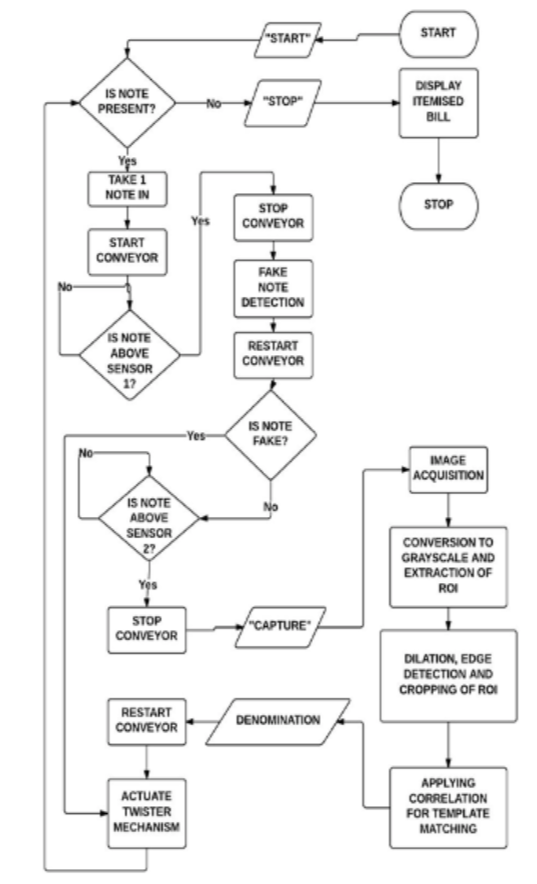 START
"START"
IS NOTE
PRESENT?
No
"STOP"
DISPLAY
ITEMISED
BILL
STOP
Yes
TAKE 1
NOTE IN
START
CONVEYOR
No
IS NOTE
ABOVE
SENSOR
1?
Yes
STOP
CONVEYOR
FAKE
NOTE
DETECTION
RESTART
CONVEYOR
IS NOTE
FAKE?
Yes
No
No
IS NOTE
ABOVE
SENSOR
2?
Yes
STOP
CONVEYOR
"CAPTURE"
IMAGE
ACQUISITION
CONVERSION TO
GRAYSCALE AND
EXTRACTION OF
ROI
DILATION, EDGE
DETECTION AND
CROPPING OF ROI
APPLYING
CORRELATION
FOR TEMPLATE
MATCHING
DENOMINATION
RESTART
CONVEYOR
ACTUATE
TWISTER
MECHANISM